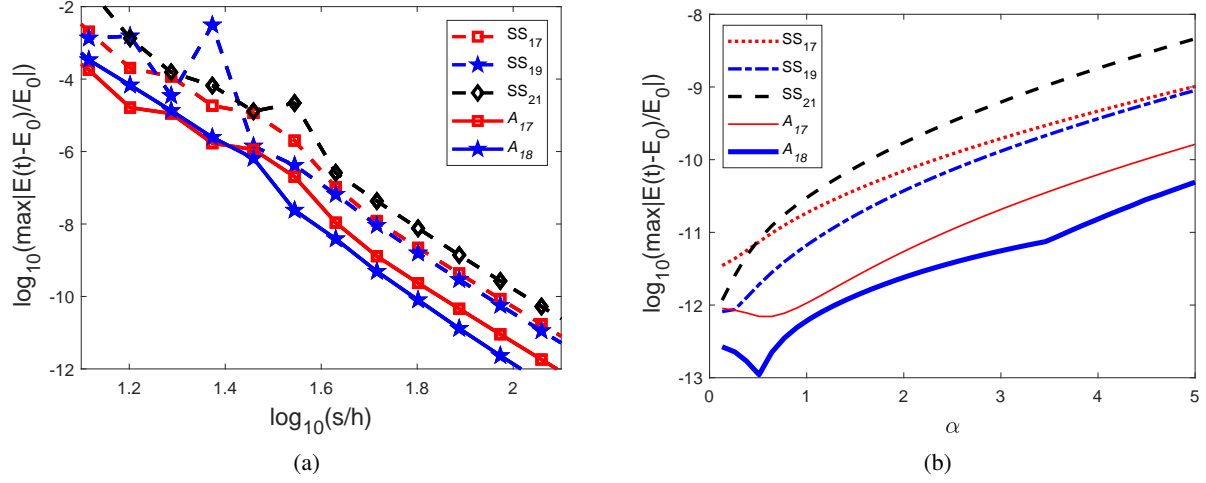 -2
-4
-6
-8
-10
-12
1.2
1.4
1.6
1.8
2
log10(s/h)
log10(max|E(t)-E0)/E0|)
SS17
SS19
SS21
A17
A18
(a)
-8
-9
-10
-11
-12
-13
0
1
2
3
4
5
α
log10(max|E(t)-E0)/E0|)
SS17
SS19
SS21
A17
A18
(b)